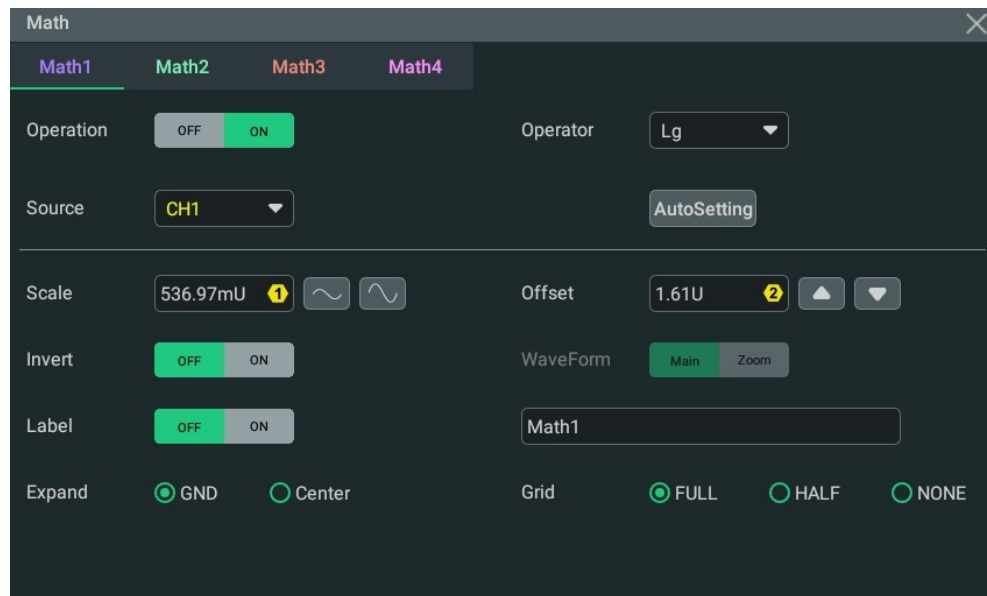 Math
Math1 Math2 Math3 Math4
Operation OFF ON Operator Lg
Source CH1 AutoSetting
Scale 536.97mU 1 Offset 1.61U 2
Invert OFF ON WaveForm Main Zoom
Label OFF ON Math1
Expand GND Center Grid FULL HALF NONE